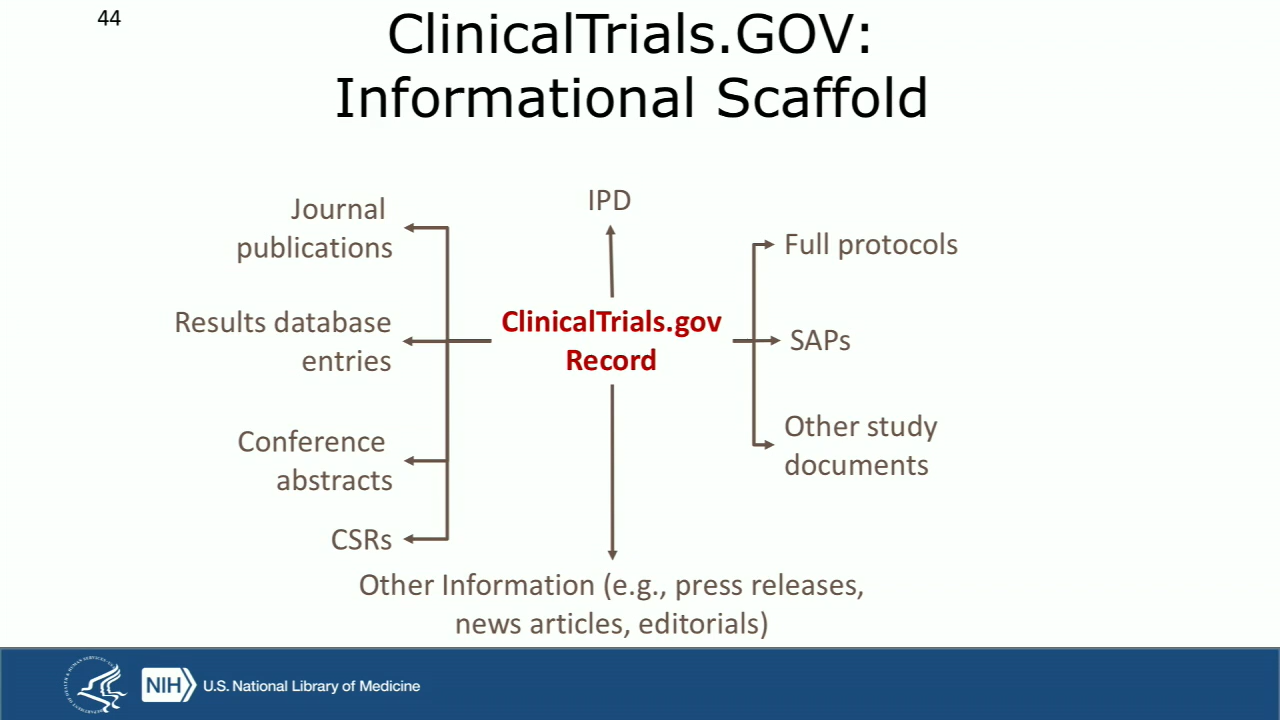 44
ClinicalTrials.GOV:
Informational Scaffold
Journal
publications
Results database
entries
Conference
abstracts
CSRs
IPD
ClinicalTrials.gov
Record
Full protocols
SAPs
Other study
documents
Other Information (e.g., press releases,
news articles, editorials)
NIH U.S. National Library of Medicine